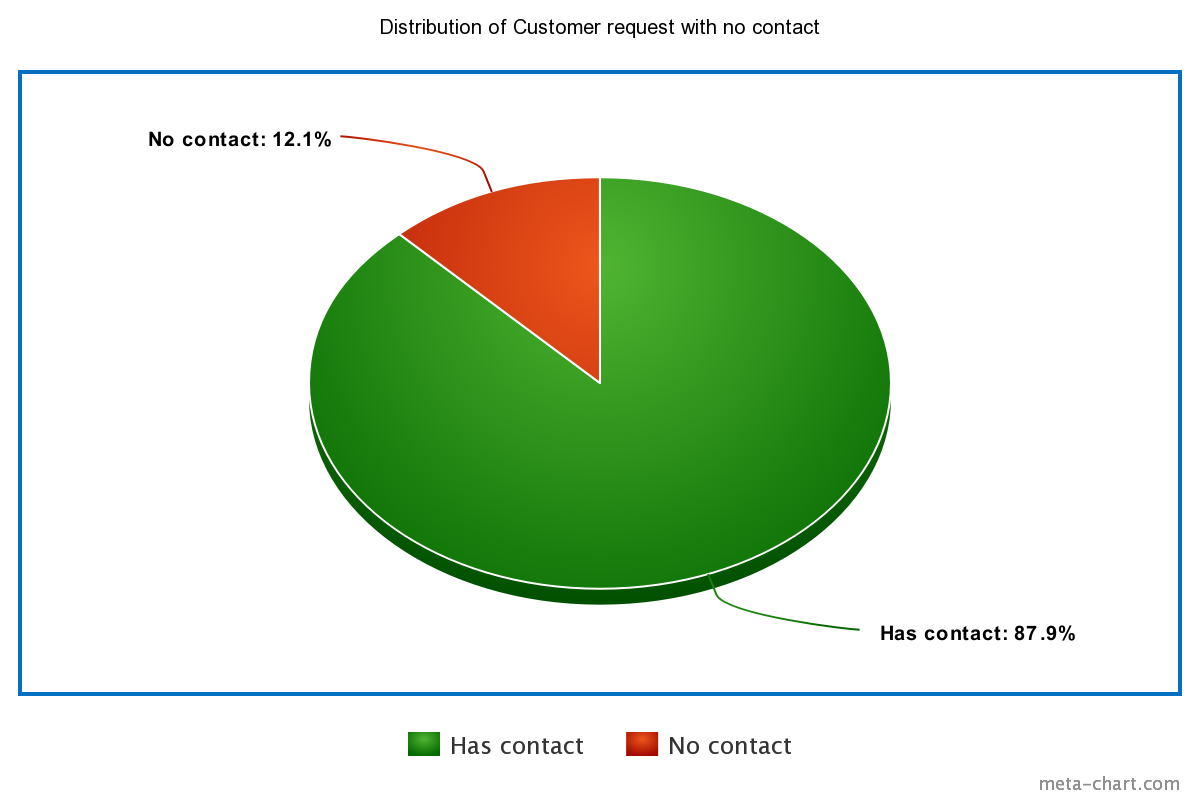 Distribution of Customer request with no contact
No contact: 12.1%
Has contact: 87.9%
Has contact
No contact
meta-chart.com